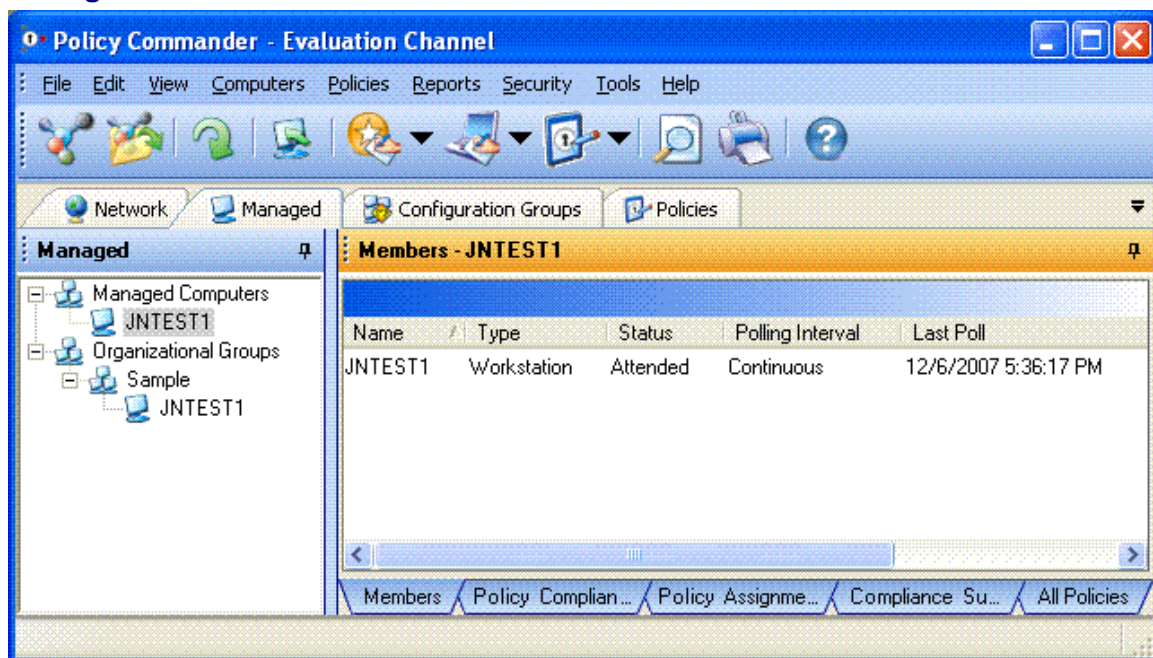 Policy Commander - Evaluation Channel
File Edit View Computers Policies Reports Security Tools Help
Network Managed Configuration Groups Policies
Managed
Members - JNTEST1
Managed Computers
JNTEST1
Organizational Groups
Sample
JNTEST1
Name Type Status Polling Interval Last Poll
JNTEST1 Workstation Attended Continuous 12/6/2007 5:36:17 PM
Members Policy Complian... Policy Assignme... Compliance Su... All Policies